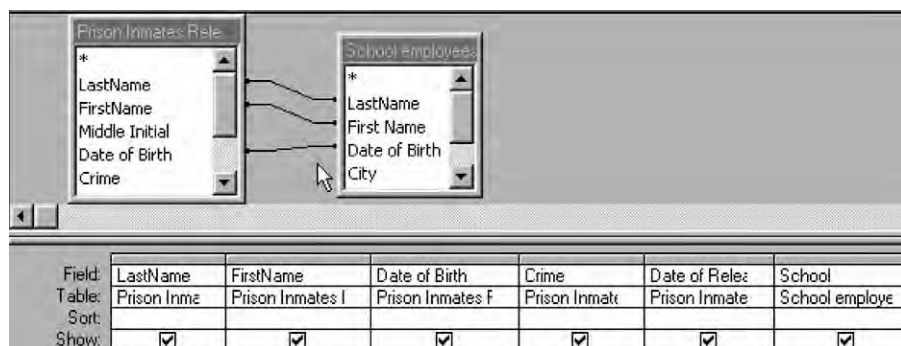 Prison Inmates Rele
*
LastName
FirstName
Middle Initial
Date of Birth
Crime
School employees
*
LastName
First Name
Date of Birth
City
Field: LastName FirstName Date of Birth Crime Date of Relea School
Table: Prison Inma Prison Inmates I Prison Inmates F Prison Inmate Prison Inmate School employe
Sort:
Show: